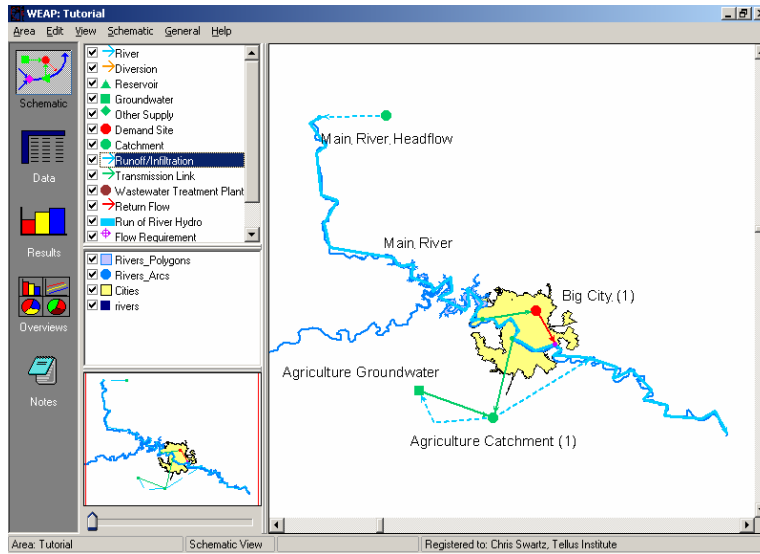 WEAP: Tutorial
Area Edit View Schematic General Help
Schematic
Data
Results
Overviews
Notes
River
Diversion
Reservoir
Groundwater
Other Supply
Demand Site
Catchment
Runoff/Infiltration
Transmission Link
Wastewater Treatment Plant
Return Flow
Run of River Hydro
Flow Requirement
Rivers_Polygons
Rivers_Arcs
Cities
rivers
Main River Headflow
Main River
Big City (1)
Agriculture Groundwater
Agriculture Catchment (1)
Area: Tutorial Schematic View Registered to: Chris Swartz, Tellus Institute